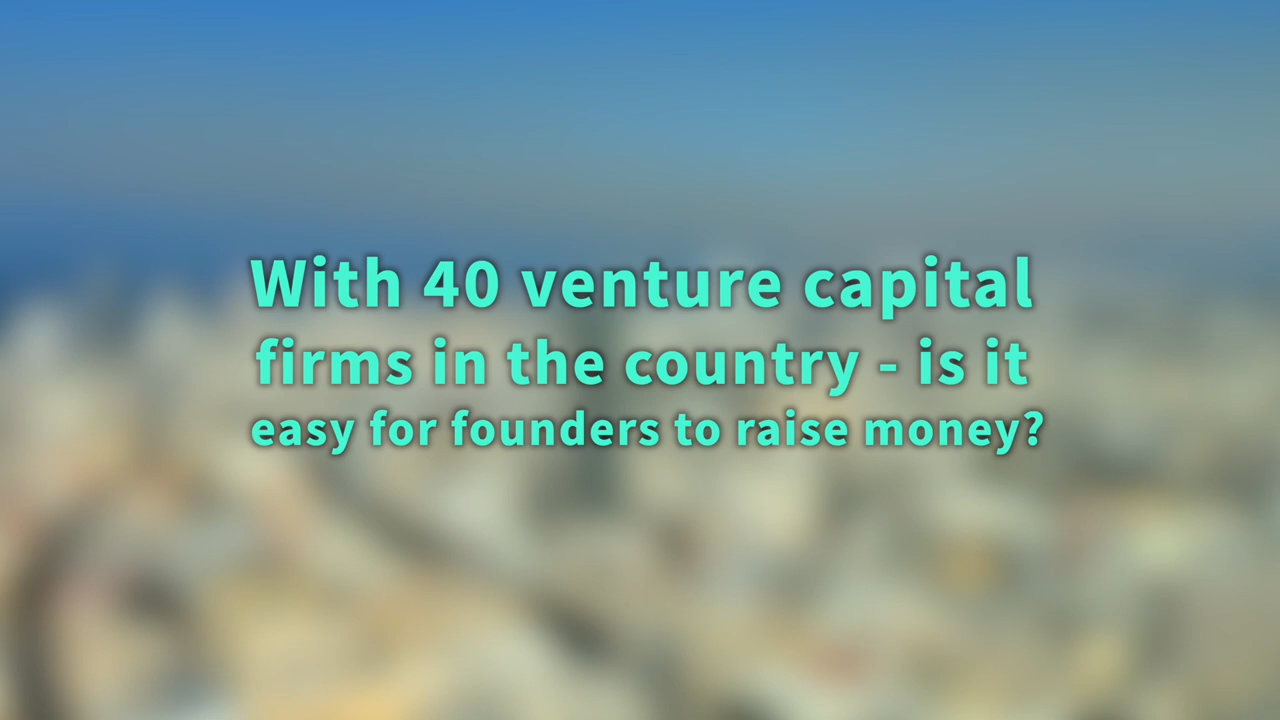 With 40 venture capital
firms in the country - is it
easy for founders to raise money?